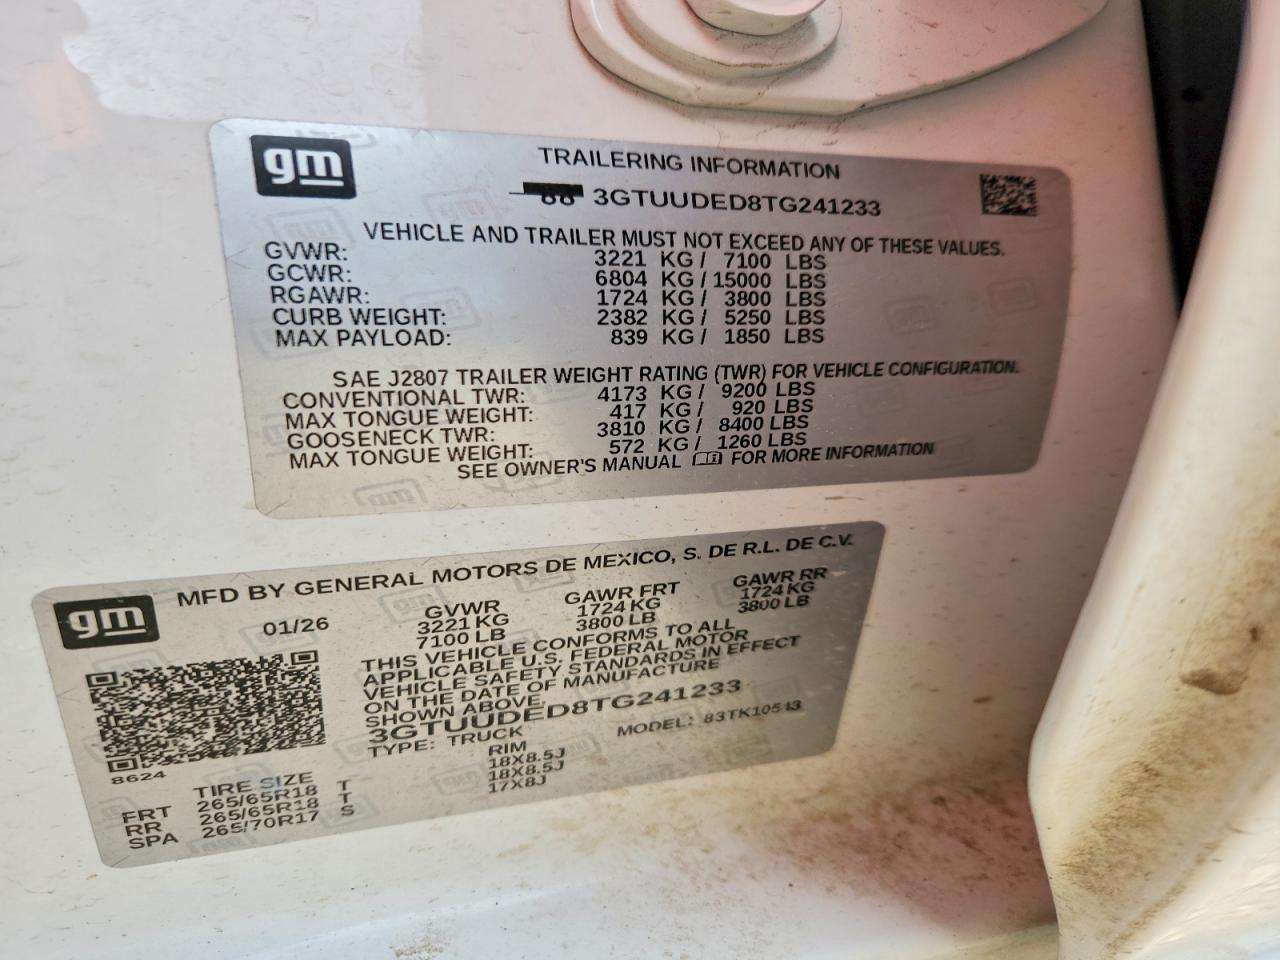 gm
TRAILERING INFORMATION
3GTUUDED8TG241233
VEHICLE AND TRAILER MUST NOT EXCEED ANY OF THESE VALUES.
GVWR: 3221 KG / 7100 LBS
GCWR: 6804 KG / 15000 LBS
RGAWR: 1724 KG / 3800 LBS
CURB WEIGHT: 2382 KG / 5250 LBS
MAX PAYLOAD: 839 KG / 1850 LBS
SAE J2807 TRAILER WEIGHT RATING (TWR) FOR VEHICLE CONFIGURATION.
CONVENTIONAL TWR: 4173 KG / 9200 LBS
MAX TONGUE WEIGHT: 417 KG / 920 LBS
GOOSENECK TWR: 3810 KG / 8400 LBS
MAX TONGUE WEIGHT: 572 KG / 1260 LBS
SEE OWNER'S MANUAL FOR MORE INFORMATION
gm
MFD BY GENERAL MOTORS DE MEXICO, S. DE R.L. DE C.V.
01/26
GVWR GAWR FRT GAWR RR
3221 KG 1724 KG 1724 KG
7100 LB 3800 LB 3800 LB
THIS VEHICLE CONFORMS TO ALL
APPLICABLE U.S. FEDERAL MOTOR
VEHICLE SAFETY STANDARDS IN EFFECT
ON THE DATE OF MANUFACTURE
SHOWN ABOVE.
3GTUUDED8TG241233
TYPE: TRUCK MODEL: 83TK10543
8624
TIRE SIZE RIM
FRT 265/65R18 T 18X8.5J
RR 265/65R18 T 18X8.5J
SPA 265/70R17 S 17X8J